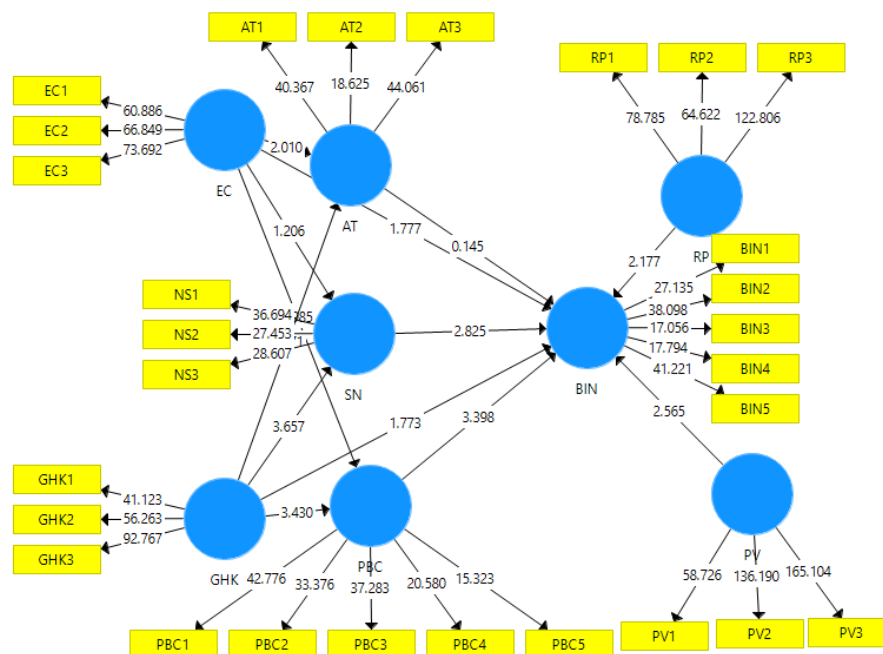 AT1 AT2 AT3
RP1 RP2 RP3
40.367 18.625 44.061
78.785 64.622 122.806
EC1 60.886
EC2 66.849
EC3 73.692
2.010
EC
AT
1.777
0.145
1.206
RP
2.177
BIN1 27.135
BIN2 38.098
BIN3 17.056
BIN4 17.794
BIN5 41.221
NS1 36.694
NS2 27.453
NS3 28.607
2.825
SN
BIN
3.657
1.773
3.398
2.565
GHK1 41.123
GHK2 56.263
GHK3 92.767
3.430
GHK
PBC
PV
42.776 33.376 37.283 20.580 15.323
58.726 136.190 165.104
PBC1 PBC2 PBC3 PBC4 PBC5
PV1 PV2 PV3